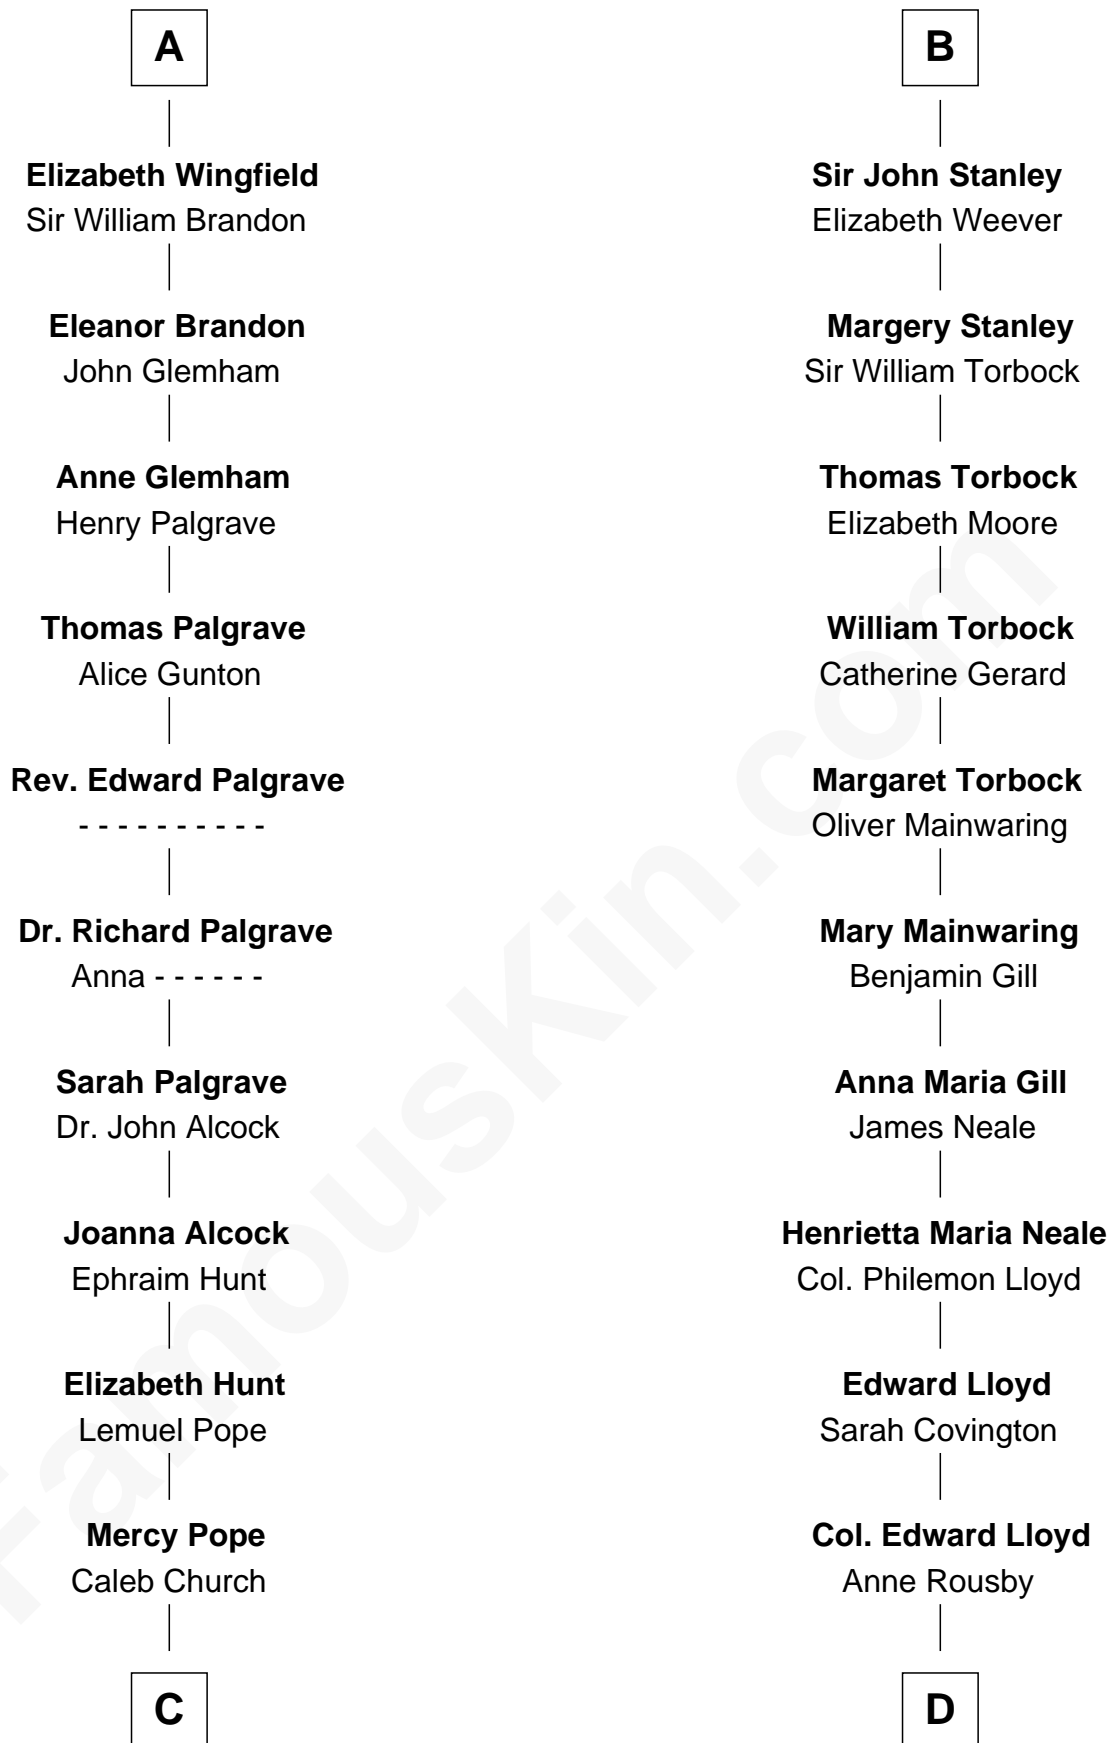 A
Elizabeth Wingfield
Sir William Brandon
Eleanor Brandon
John Glemham
Anne Glemham
Henry Palgrave
Thomas Palgrave
Alice Gunton
Rev. Edward Palgrave
- - - - - - - - - -
Dr. Richard Palgrave
Anna - - - - - -
Sarah Palgrave
Dr. John Alcock
Joanna Alcock
Ephraim Hunt
Elizabeth Hunt
Lemuel Pope
Mercy Pope
Caleb Church
C
B
Sir John Stanley
Elizabeth Weever
Margery Stanley
Sir William Torbock
Thomas Torbock
Elizabeth Moore
William Torbock
Catherine Gerard
Margaret Torbock
Oliver Mainwaring
Mary Mainwaring
Benjamin Gill
Anna Maria Gill
James Neale
Henrietta Maria Neale
Col. Philemon Lloyd
Edward Lloyd
Sarah Covington
Col. Edward Lloyd
Anne Rousby
D
FamousKin.com